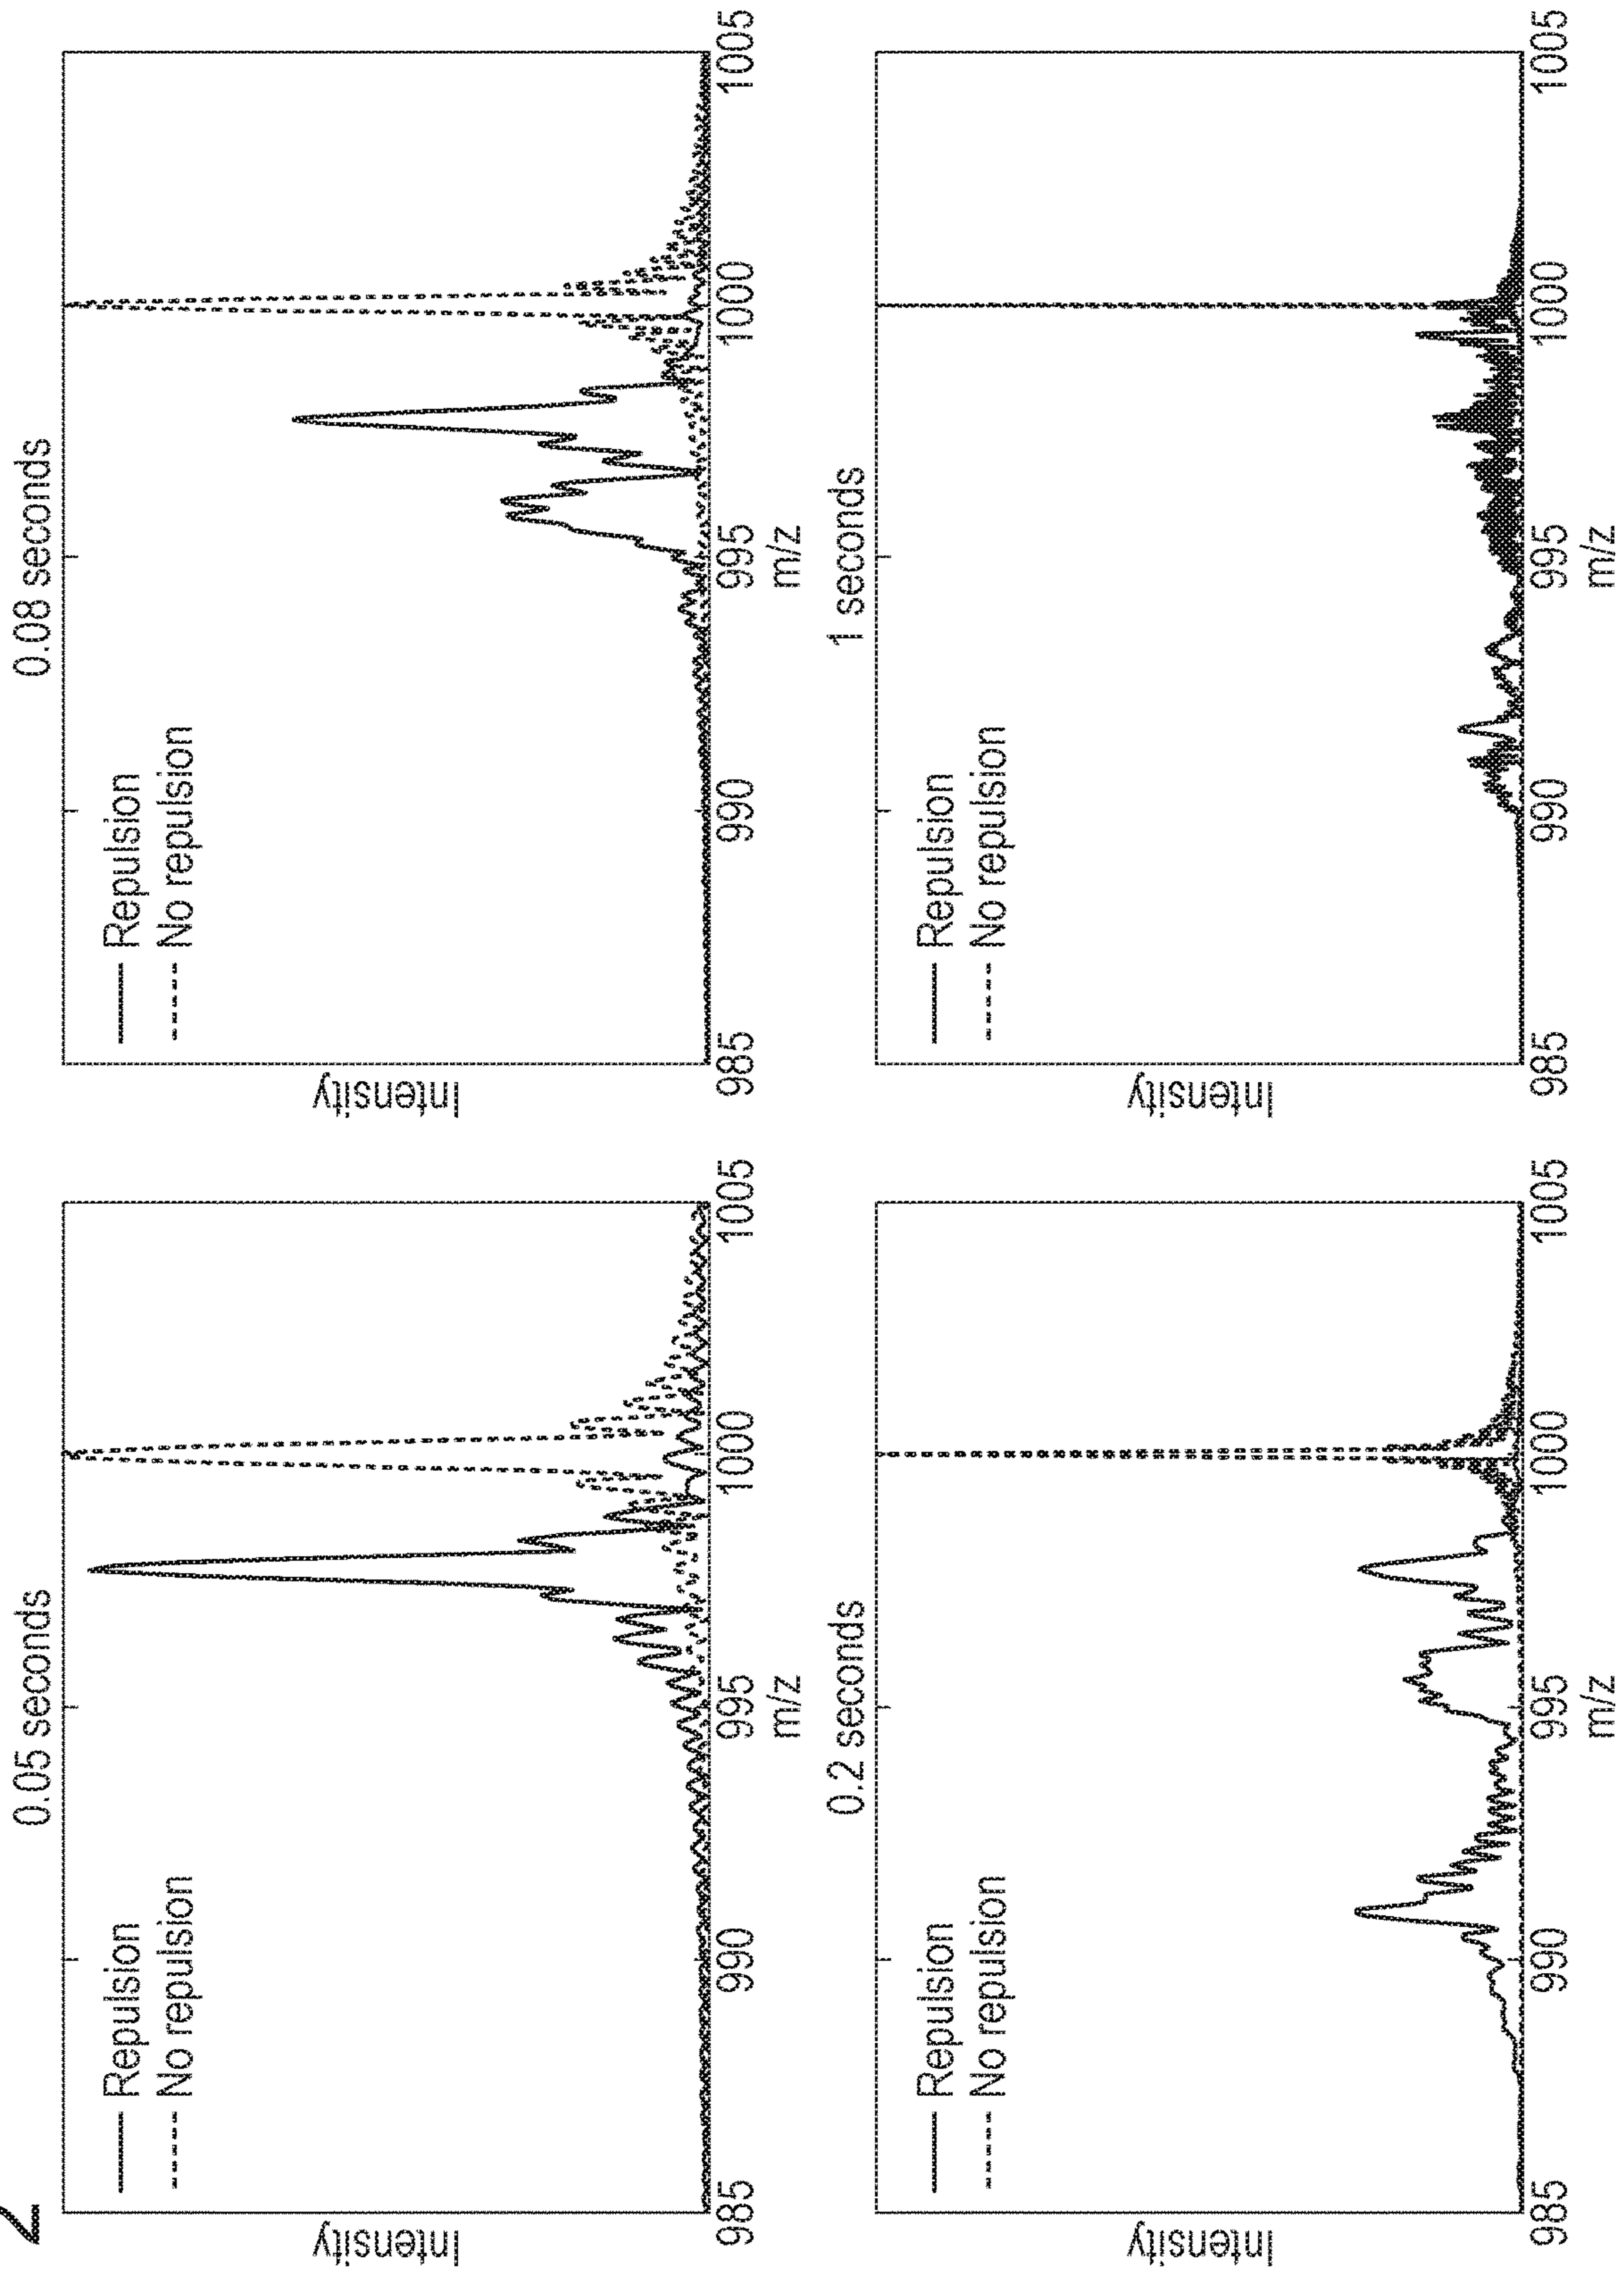 2
0.05 seconds
Intensity
Repulsion
No repulsion
985 990 995 1000 1005
m/z
0.08 seconds
Intensity
Repulsion
No repulsion
985 990 995 1000 1005
m/z
0.2 seconds
Intensity
Repulsion
No repulsion
985 990 995 1000 1005
m/z
1 seconds
Intensity
Repulsion
No repulsion
985 990 995 1000 1005
m/z